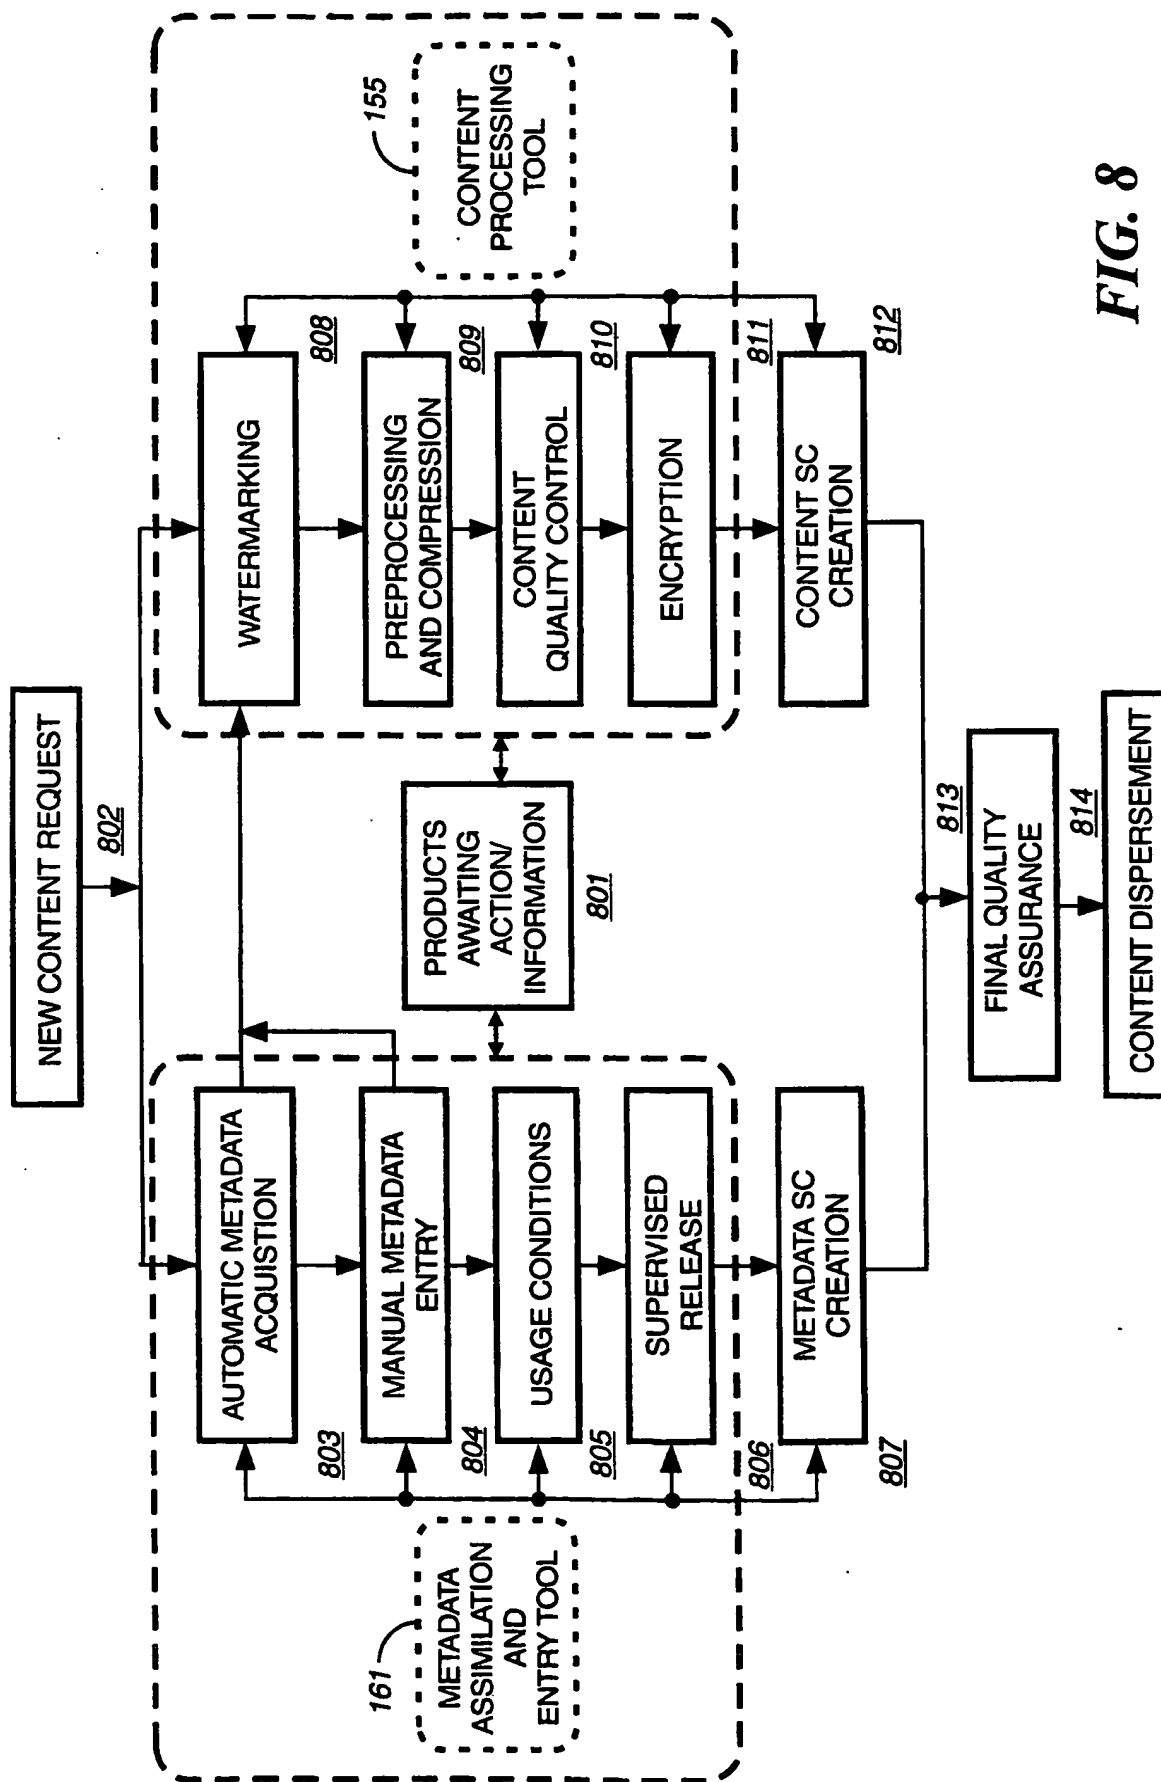 NEW CONTENT REQUEST
802
AUTOMATIC METADATA
ACQUISTION
803
MANUAL METADATA
ENTRY
804
USAGE CONDITIONS
805
SUPERVISED
RELEASE
806
METADATA SC
CREATION
807
161
METADATA
ASSIMILATION
AND
ENTRY TOOL
PRODUCTS
AWAITING
ACTION/
INFORMATION
801
WATERMARKING
808
PREPROCESSING
AND COMPRESSION
809
CONTENT
QUALITY CONTROL
810
ENCRYPTION
811
CONTENT SC
CREATION
812
155
CONTENT
PROCESSING
TOOL
813
FINAL QUALITY
ASSURANCE
814
CONTENT DISPERSEMENT
FIG. 8